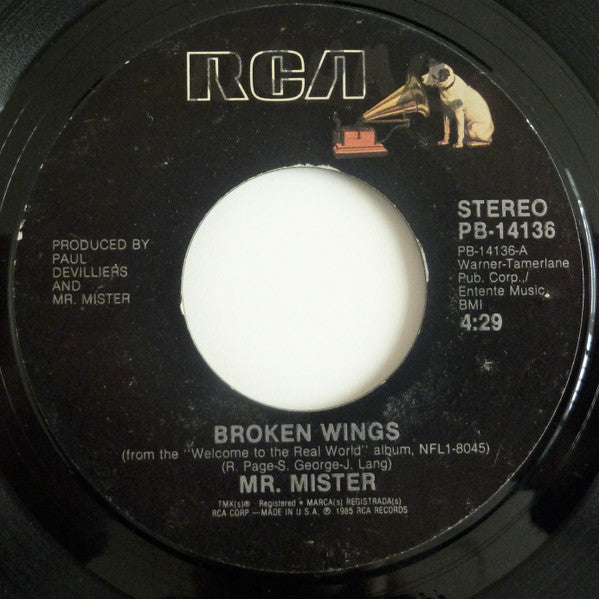 RCA
STEREO
PB-14136
PB-14136-A
Warner-Tamerlane
Pub. Corp./
Entente Music
BMI
4:29
PRODUCED BY
PAUL
DEVILLIERS
AND
MR. MISTER
BROKEN WINGS
(from the "Welcome to the Real World" album, NFL1-8045)
(R. Page-S. George-J. Lang)
MR. MISTER
TMK(s)® Registered • MARCA(s) REGISTRADA(s)
RCA CORP.—MADE IN U.S.A. ℗ 1985 RCA RECORDS